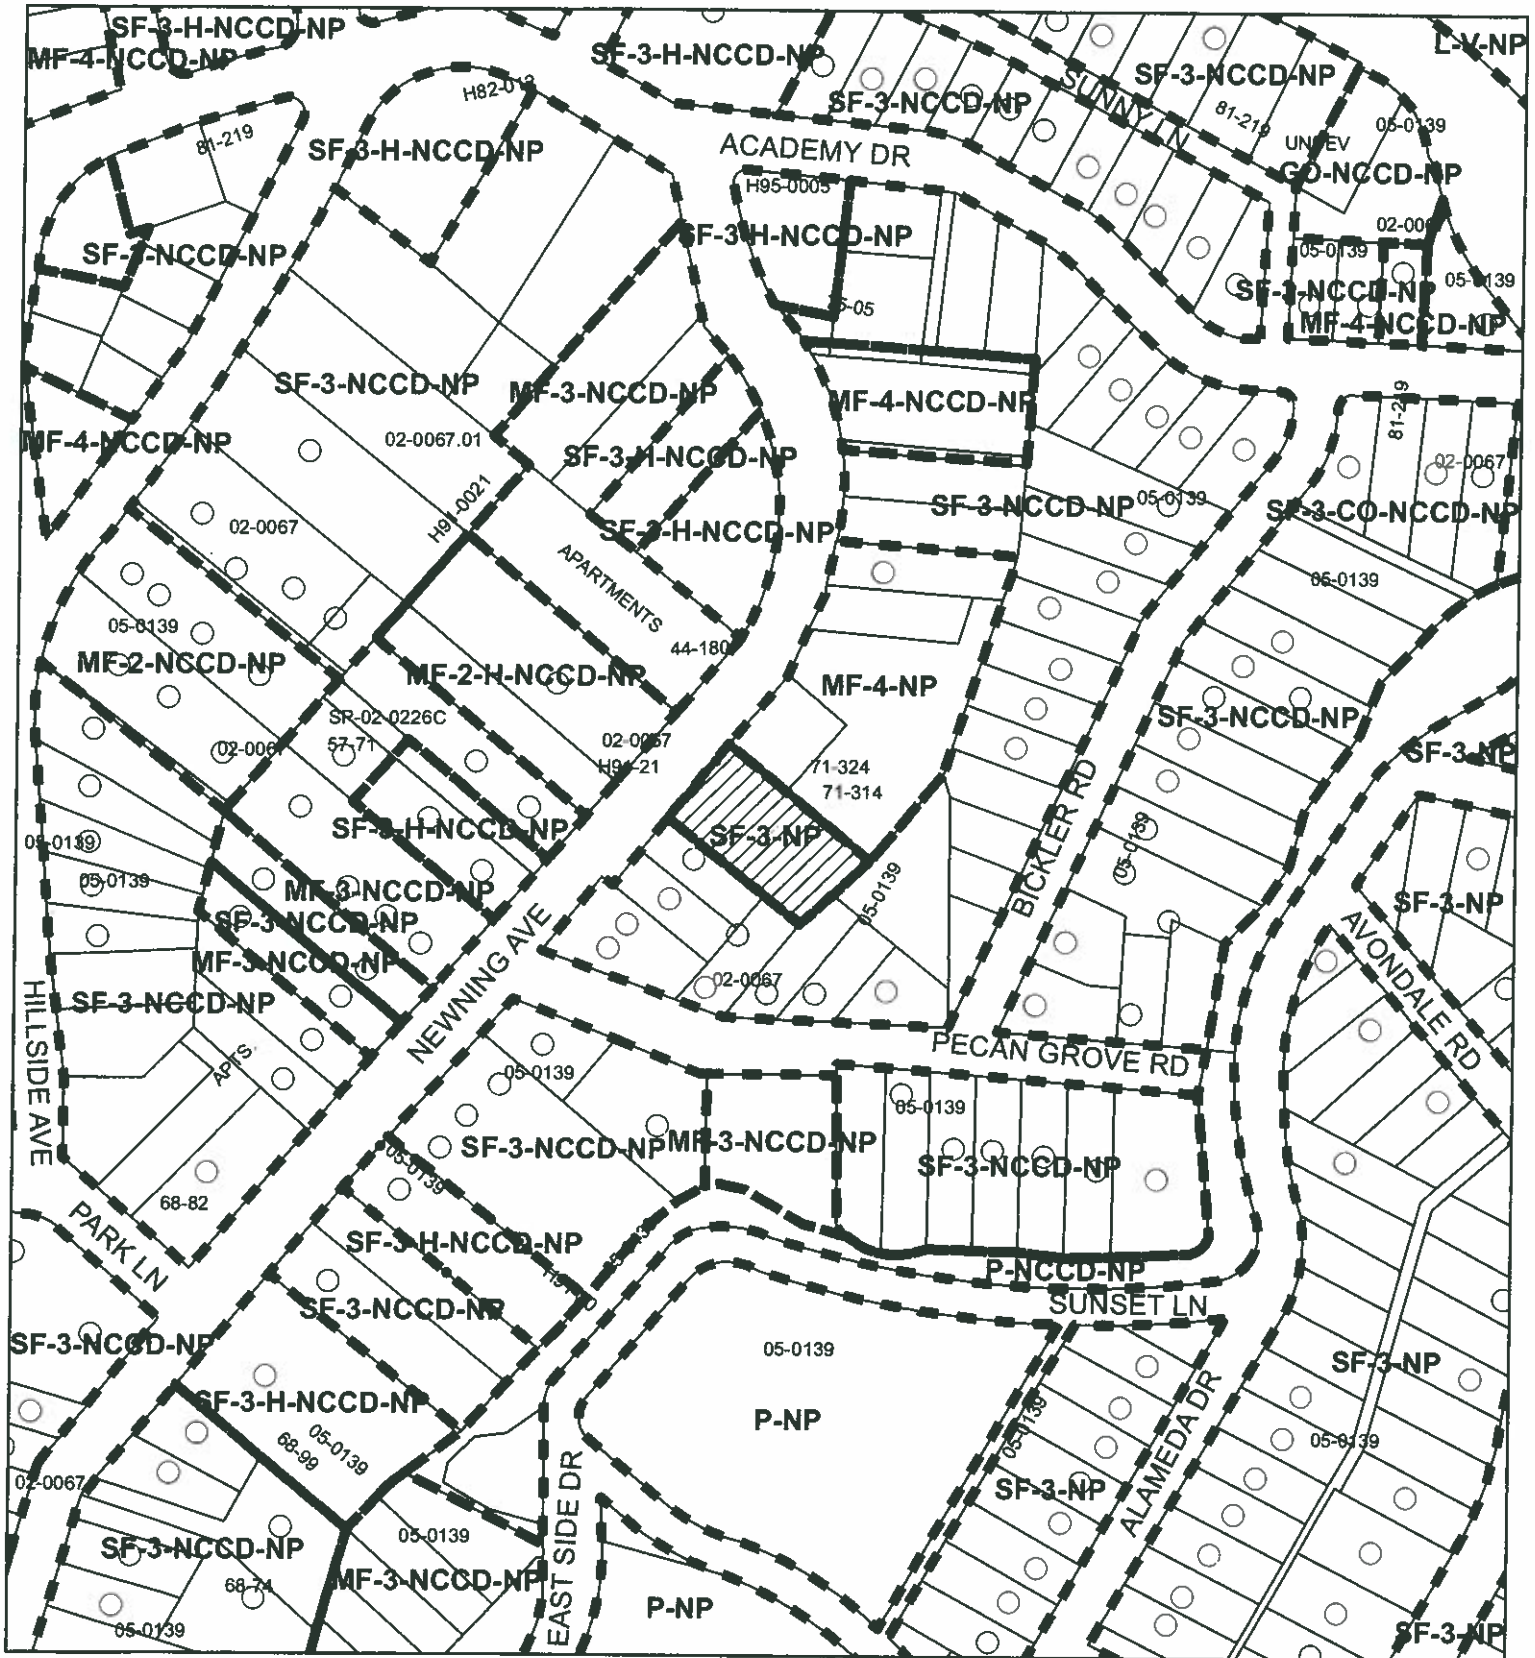 SF-3-H-NCCD-NP
MF-4-NCCD-NP
SF-3-H-NCCD-NP
L-V-NP
SF-3-NCCD-NP
SF-3-NCCD-NP
SUNNY LN
81-219
05-0139
81-219
SF-3-H-NCCD-NP
ACADEMY DR
UNDEV
GO-NCCD-NP
H95-0005
SF-3-H-NCCD-NP
05-0139
05-0139
SF-3-NCCD-NP
MF-4-NCCD-NP
SF-3-NCCD-NP
MF-3-NCCD-NP
MF-4-NCCD-NP
81-219
MF-4-NCCD-NP
02-0067.01
SF-3-H-NCCD-NP
02-0067
H91-0021
SF-3-NCCD-NP
05-0139
SF-3-CO-NCCD-NP
02-0067
SF-3-H-NCCD-NP
APARTMENTS
05-0139
05-0139
44-180
MF-2-NCCD-NP
MF-2-H-NCCD-NP
MF-4-NP
SP-02-0226C
57-71
SF-3-NCCD-NP
02-0067
H91-21
SF-3-NP
71-324
71-314
SF-3-H-NCCD-NP
SF-3-NP
BICKLER RD
05-0139
05-0139
05-0139
05-0139
MF-3-NCCD-NP
SF-3-NCCD-NP
SF-3-NP
AVONDALE RD
NEWNING AVE
MF-3-NCCD-NP
02-0067
SF-3-NCCD-NP
HILLSIDE AVE
PECAN GROVE RD
APTS.
05-0139
05-0139
SF-3-NCCD-NP
MF-3-NCCD-NP
SF-3-NCCD-NP
05-0139
68-82
PARK LN
SF-3-H-NCCD-NP
P-NCCD-NP
SUNSET LN
SF-3-NCCD-NP
SF-3-NCCD-NP
05-0139
SF-3-NP
SF-3-H-NCCD-NP
P-NP
05-0139
68-99
05-0139
05-0139
ALAMEDA DR
02-0067
SF-3-NP
EAST SIDE DR
05-0139
SF-3-NCCD-NP
68-74
MF-3-NCCD-NP
P-NP
05-0139
SF-3-NP